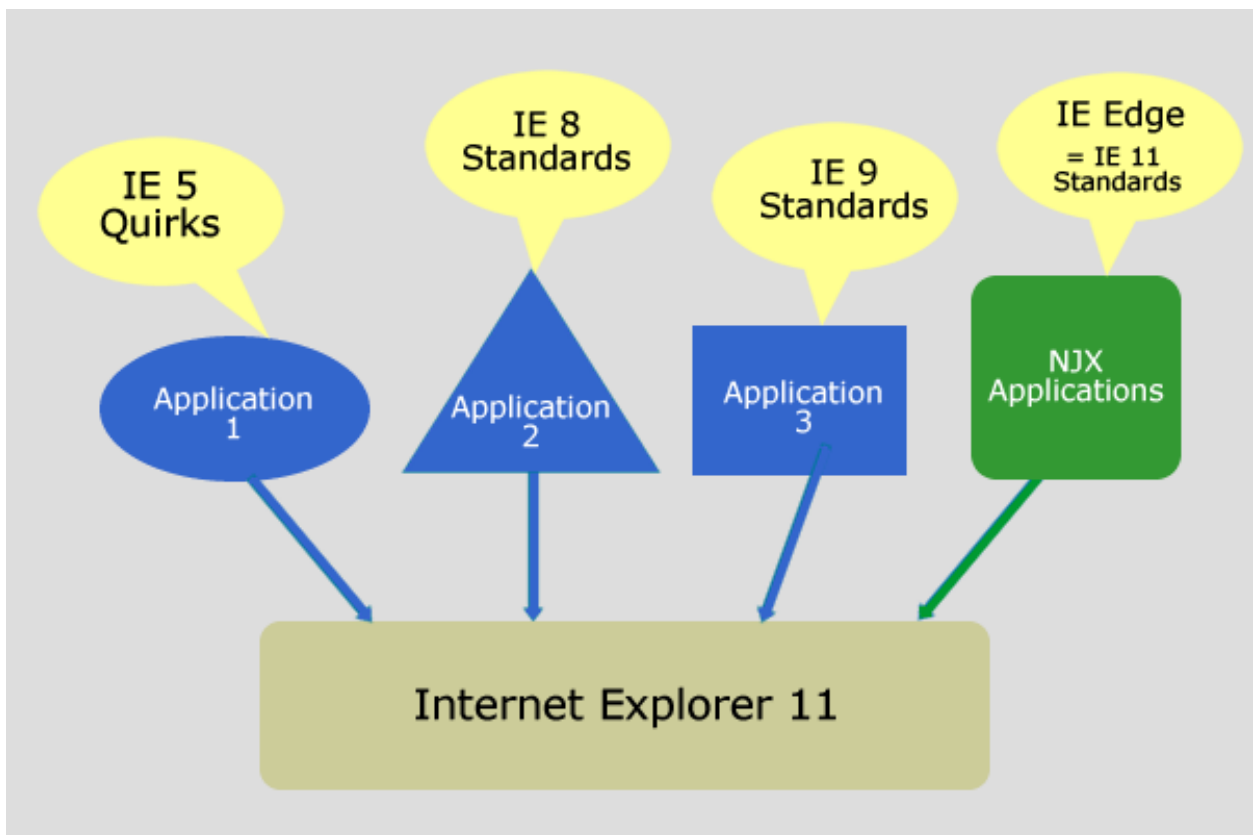 IE 5
Quirks
IE 8
Standards
IE 9
Standards
IE Edge
= IE 11
Standards
Application
1
Application
2
Application
3
NJX
Applications
Internet Explorer 11